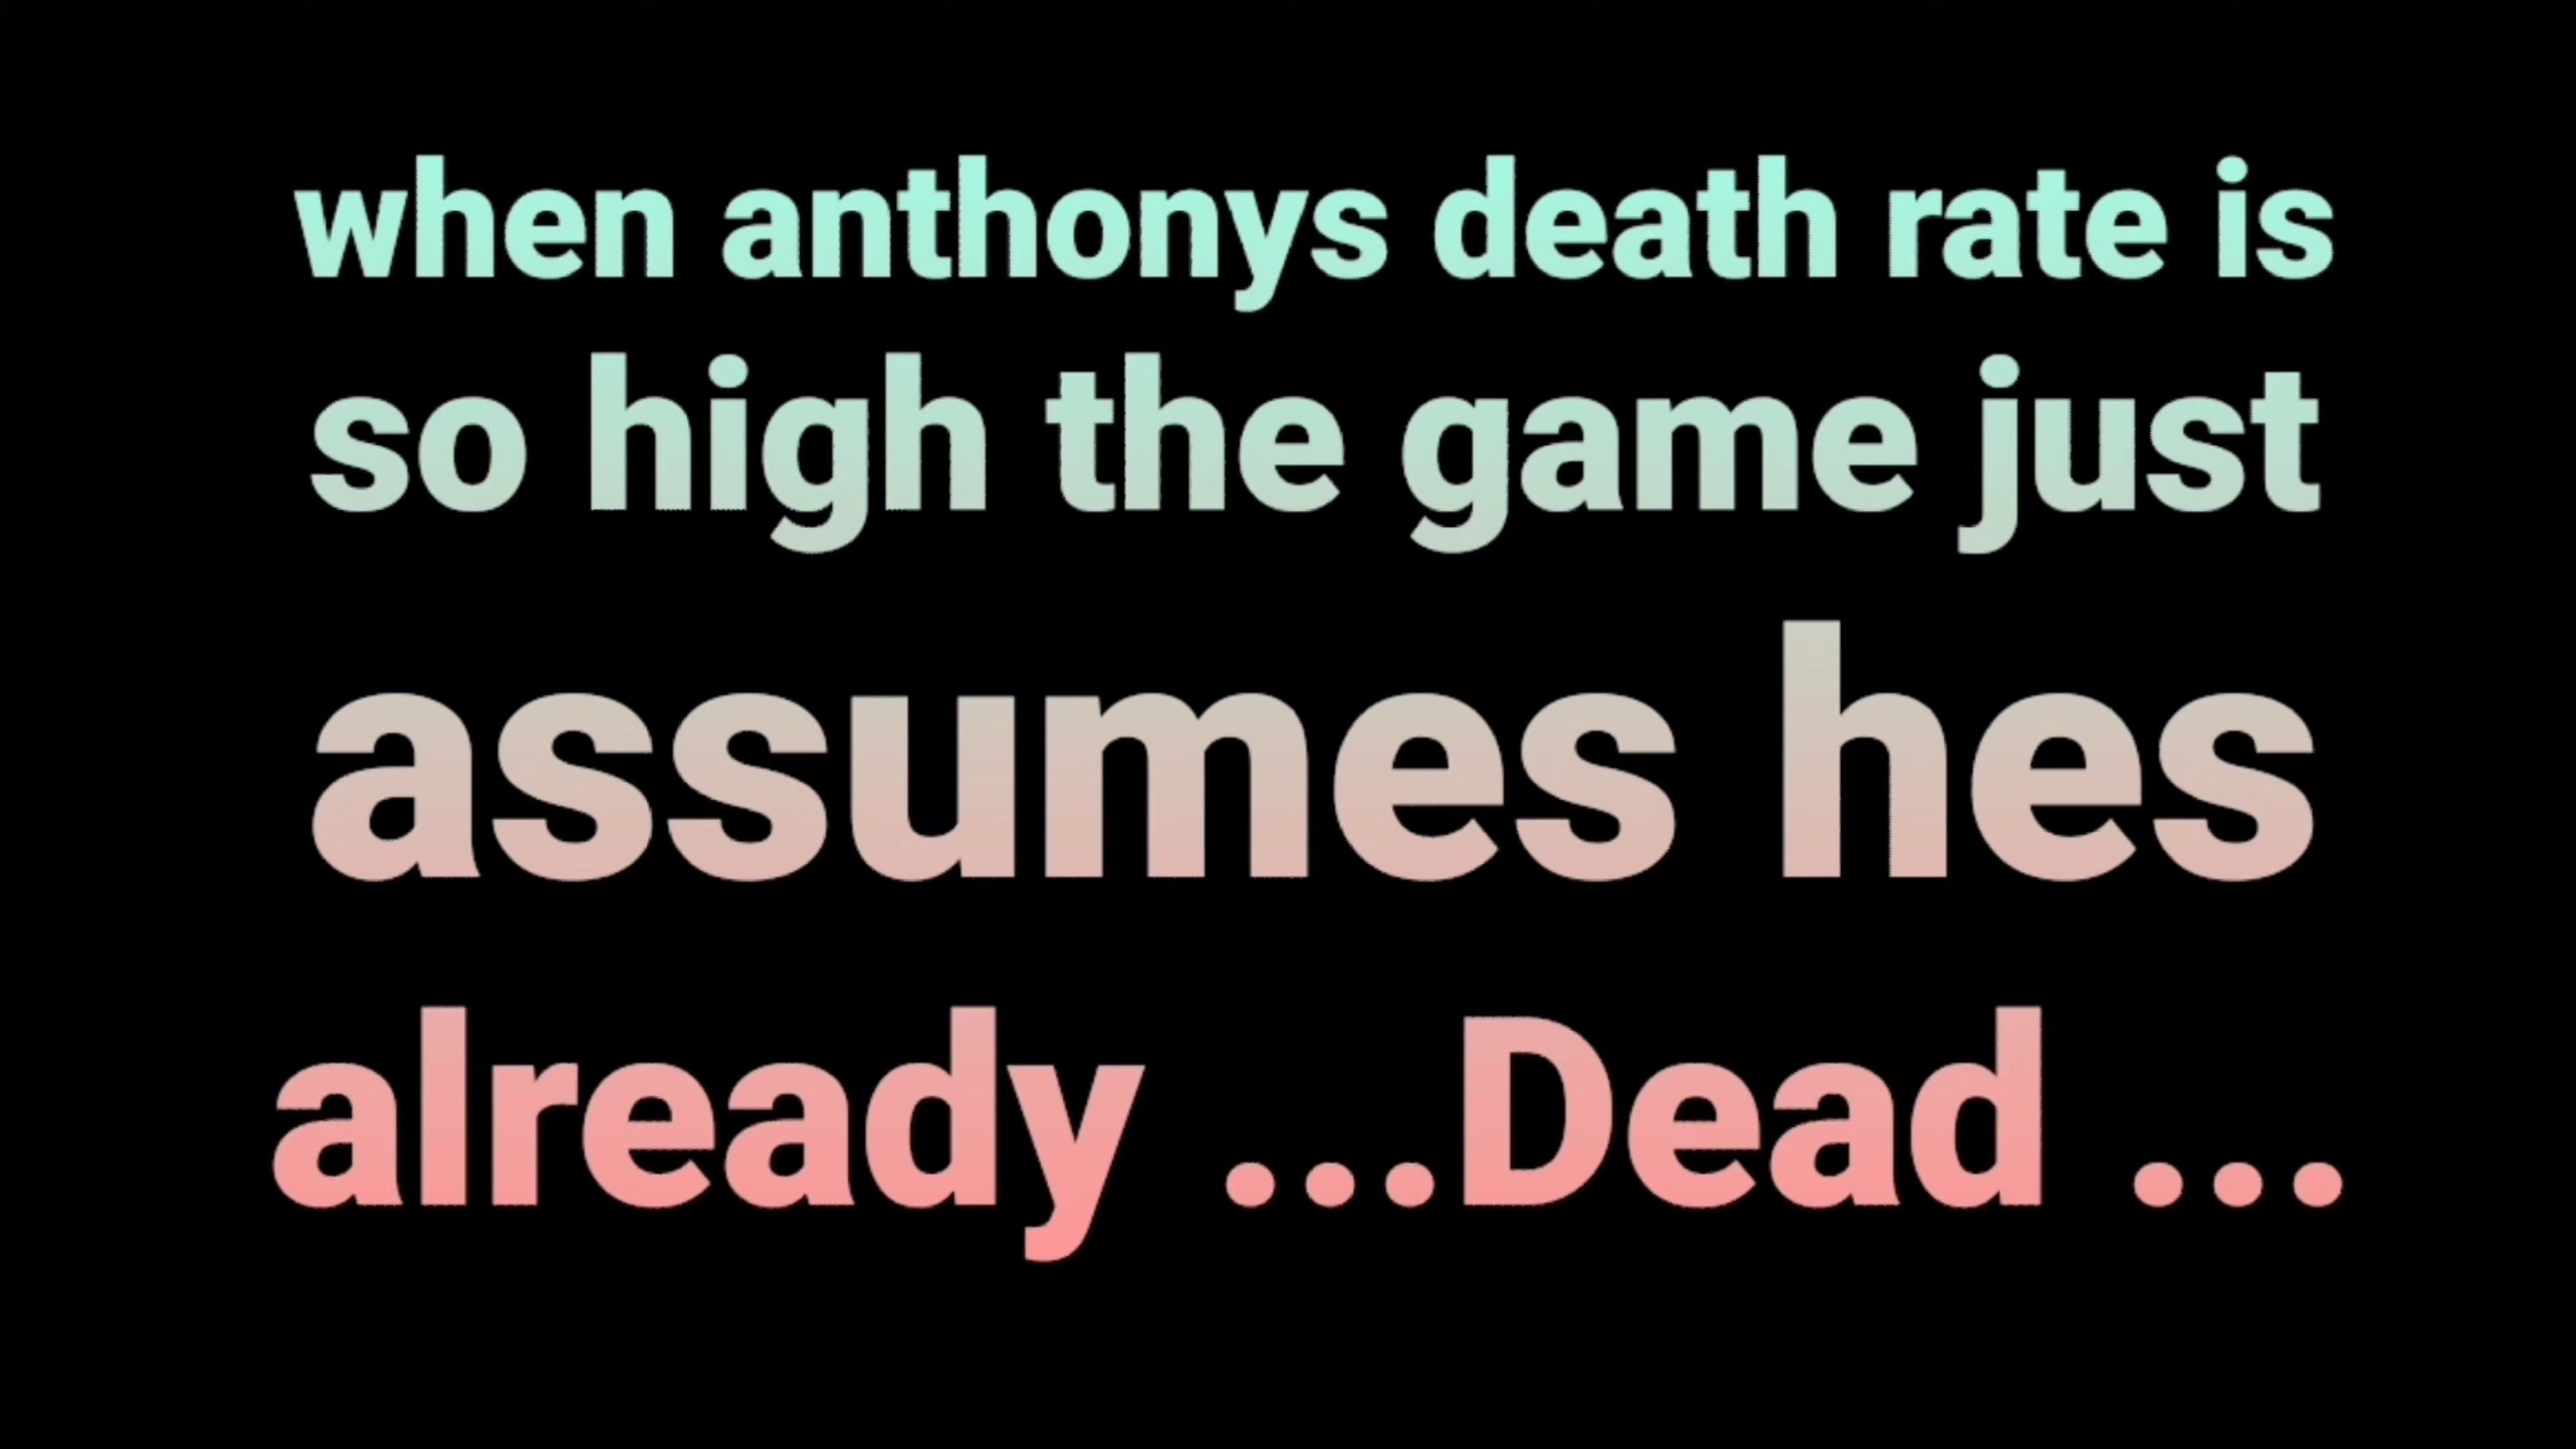 when anthonys death rate is
so high the game just
assumes hes
already ...Dead ...